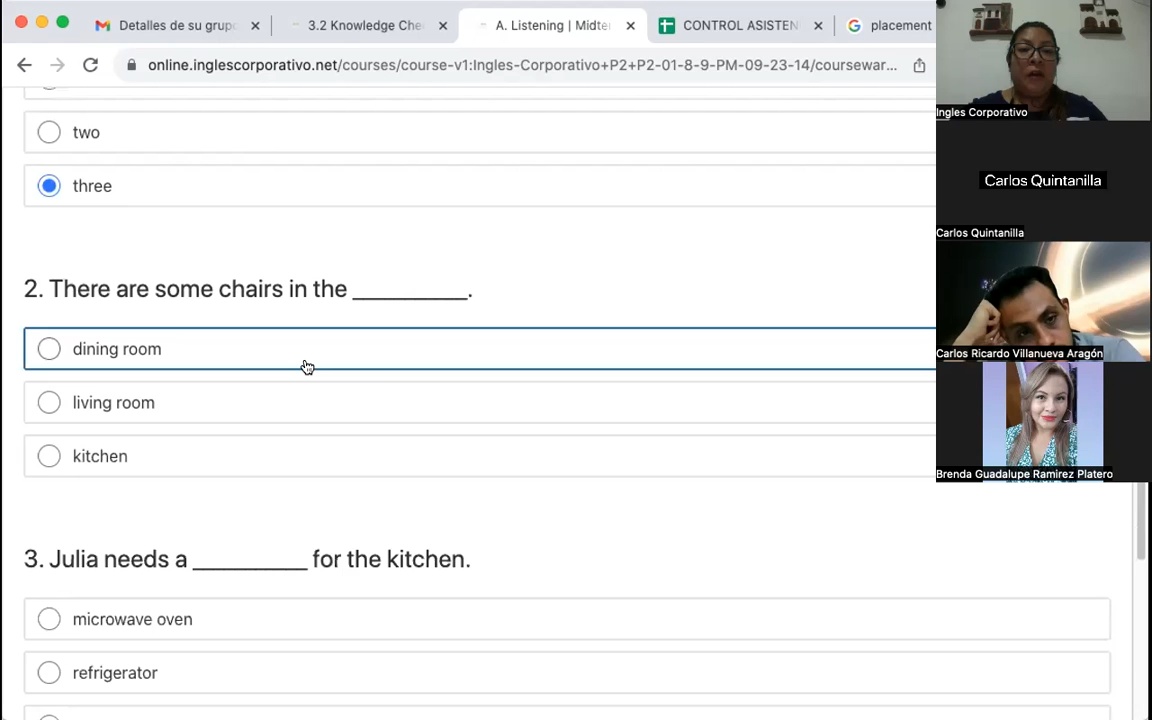 Detalles de su grupo
3.2 Knowledge Che
A. Listening | Midte
CONTROL ASISTEN
placement
online.inglescorporativo.net/courses/course-v1:Ingles-Corporativo+P2+P2-01-8-9-PM-09-23-14/coursewar...
two
three
2. There are some chairs in the __________.
dining room
living room
kitchen
3. Julia needs a __________ for the kitchen.
microwave oven
refrigerator
Ingles Corporativo
Carlos Quintanilla
Carlos Quintanilla
Carlos Ricardo Villanueva Aragón
Brenda Guadalupe Ramirez Platero